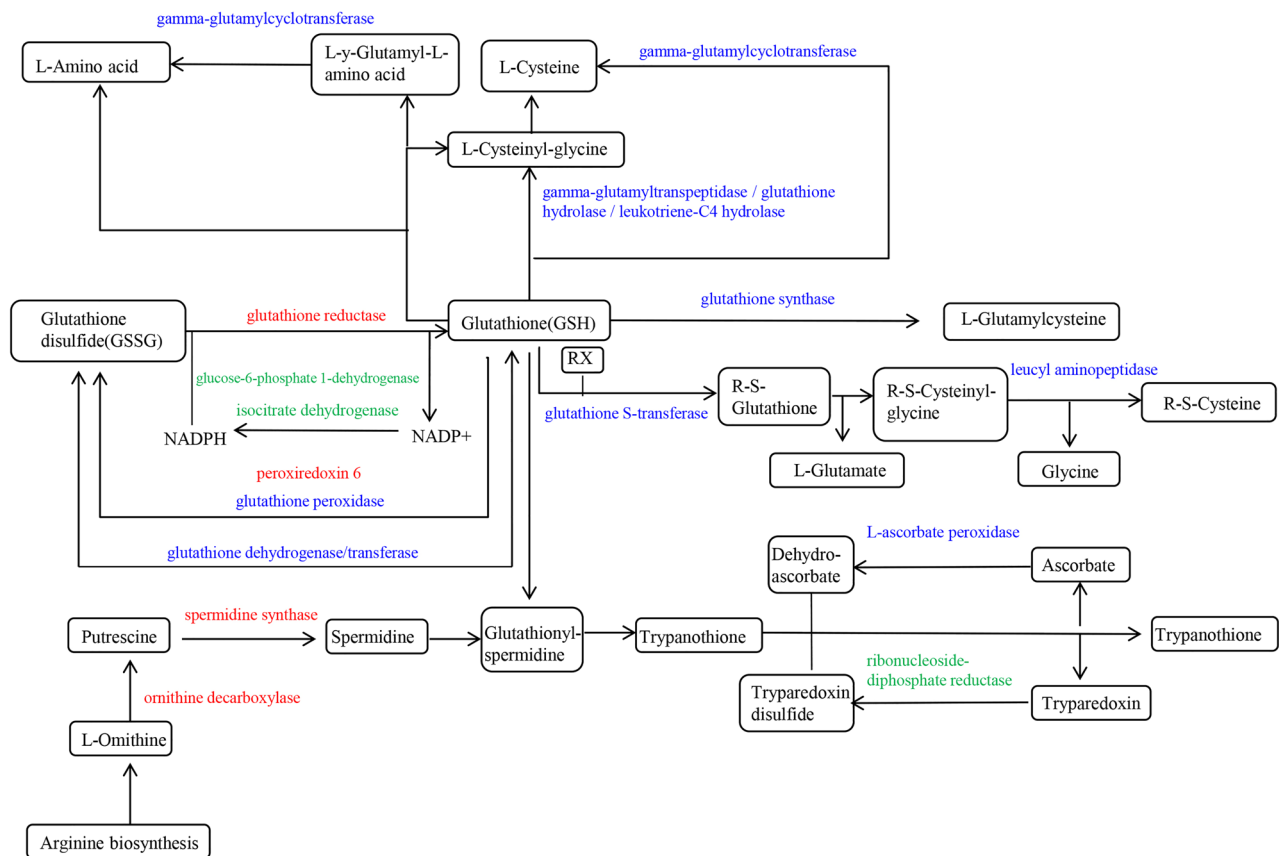 gamma-glutamylcyclotransferase
L-Amino acid
L-y-Glutamyl-L-
amino acid
L-Cysteine
gamma-glutamylcyclotransferase
L-Cysteinyl-glycine
gamma-glutamyltranspeptidase / glutathione
hydrolase / leukotriene-C4 hydrolase
Glutathione
disulfide(GSSG)
glutathione reductase
Glutathione(GSH)
glutathione synthase
L-Glutamylcysteine
RX
glucose-6-phosphate 1-dehydrogenase
isocitrate dehydrogenase
NADPH
NADP+
glutathione S-transferase
R-S-
Glutathione
R-S-Cysteinyl-
glycine
leucyl aminopeptidase
R-S-Cysteine
L-Glutamate
Glycine
peroxiredoxin 6
glutathione peroxidase
glutathione dehydrogenase/transferase
L-ascorbate peroxidase
Dehydro-
ascorbate
Ascorbate
Putrescine
spermidine synthase
Spermidine
Glutathionyl-
spermidine
Trypanothione
Trypanothione
ribonucleoside-
diphosphate reductase
Tryparedoxin
disulfide
Tryparedoxin
ornithine decarboxylase
L-Omithine
Arginine biosynthesis